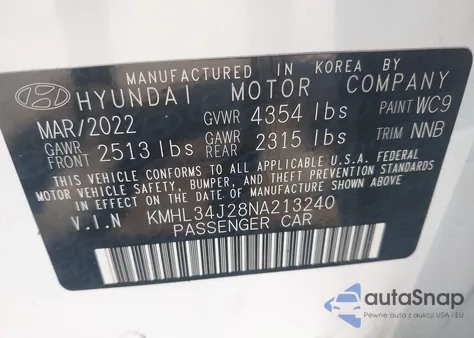 MANUFACTURED IN KOREA BY
HYUNDAI MOTOR COMPANY
MAR/2022 GVWR 4354 lbs PAINT WC9
GAWR FRONT 2513 lbs GAWR REAR 2315 lbs TRIM NNB
THIS VEHICLE CONFORMS TO ALL APPLICABLE U.S.A. FEDERAL
MOTOR VEHICLE SAFETY, BUMPER, AND THEFT PREVENTION
STANDARDS IN EFFECT ON THE DATE OF MANUFACTURE SHOWN ABOVE.
V.I.N KMHL34J28NA213240
PASSENGER CAR
autoSnap
Pewne auta z aukcji USA i EU